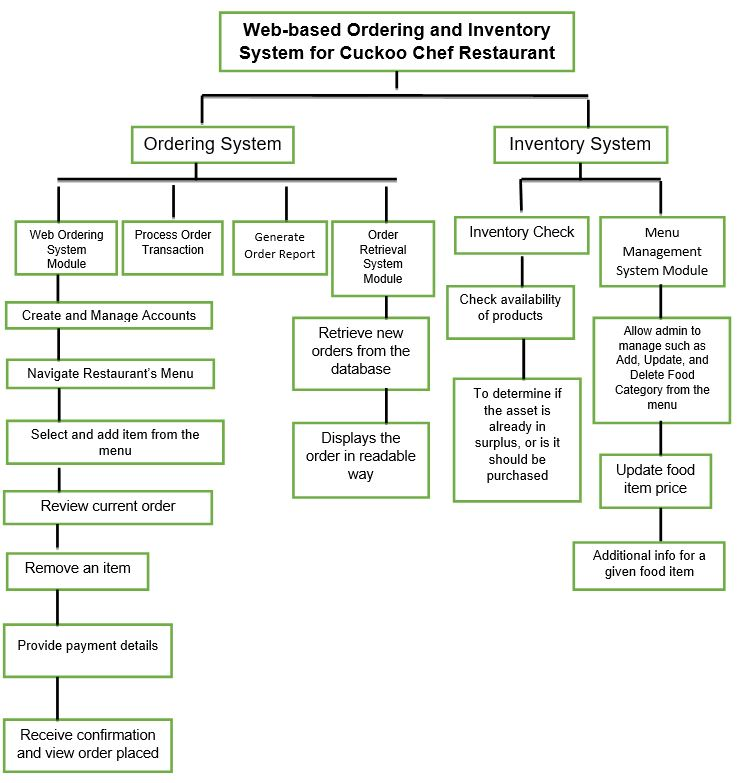 Web-based Ordering and Inventory
System for Cuckoo Chef Restaurant
Ordering System
Inventory System
Web Ordering
System
Module
Process Order
Transaction
Generate
Order Report
Order
Retrieval
System
Module
Inventory Check
Menu
Management
System Module
Create and Manage Accounts
Navigate Restaurant's Menu
Select and add item from the
menu
Review current order
Remove an item
Provide payment details
Receive confirmation
and view order placed
Retrieve new
orders from the
database
Displays the
order in readable
way
Check availability
of products
To determine if
the asset is
already in
surplus, or is it
should be
purchased
Allow admin to
manage such as
Add, Update, and
Delete Food
Category from the
menu
Update food
item price
Additional info for a
given food item